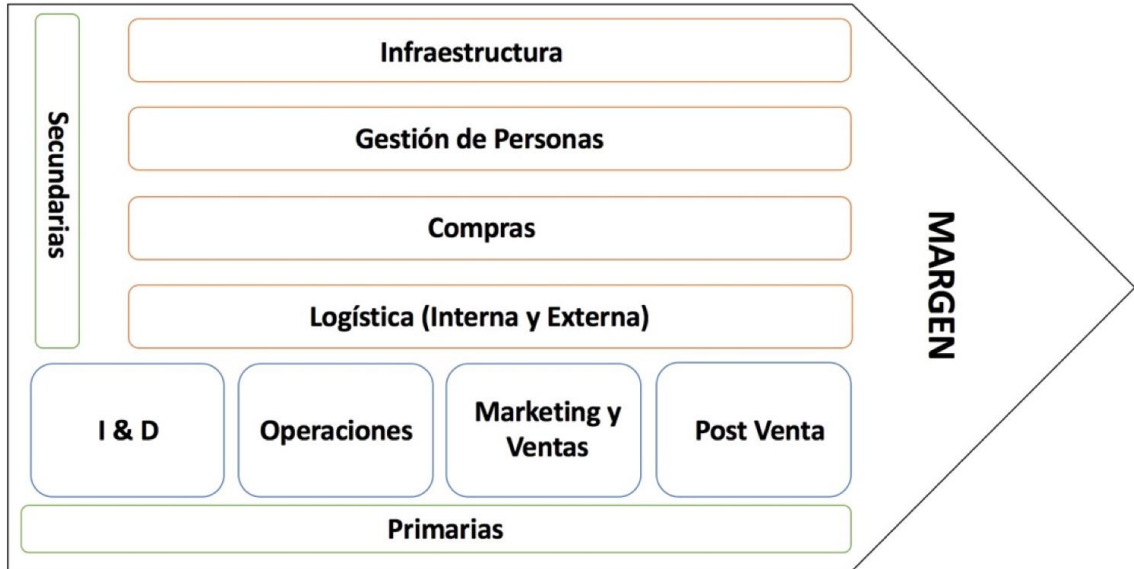 Secundarias
Infraestructura
Gestión de Personas
Compras
Logística (Interna y Externa)
I & D
Operaciones
Marketing y
Ventas
Post Venta
Primarias
MARGEN